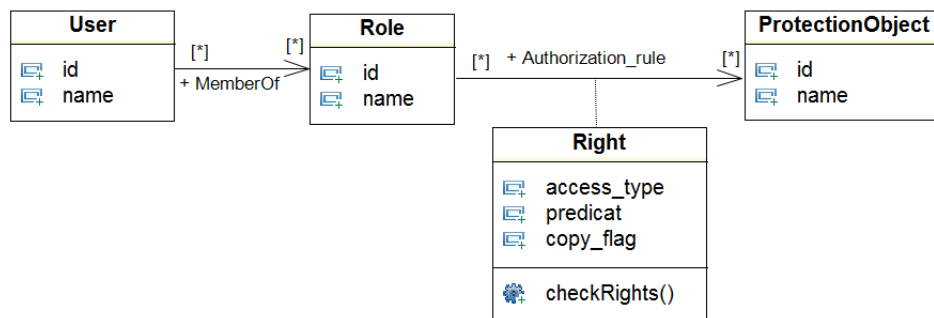 User
id
name
[*]
[*]
+ MemberOf
Role
id
name
[*]
+ Authorization_rule
[*]
ProtectionObject
id
name
Right
access_type
predicat
copy_flag
checkRights()